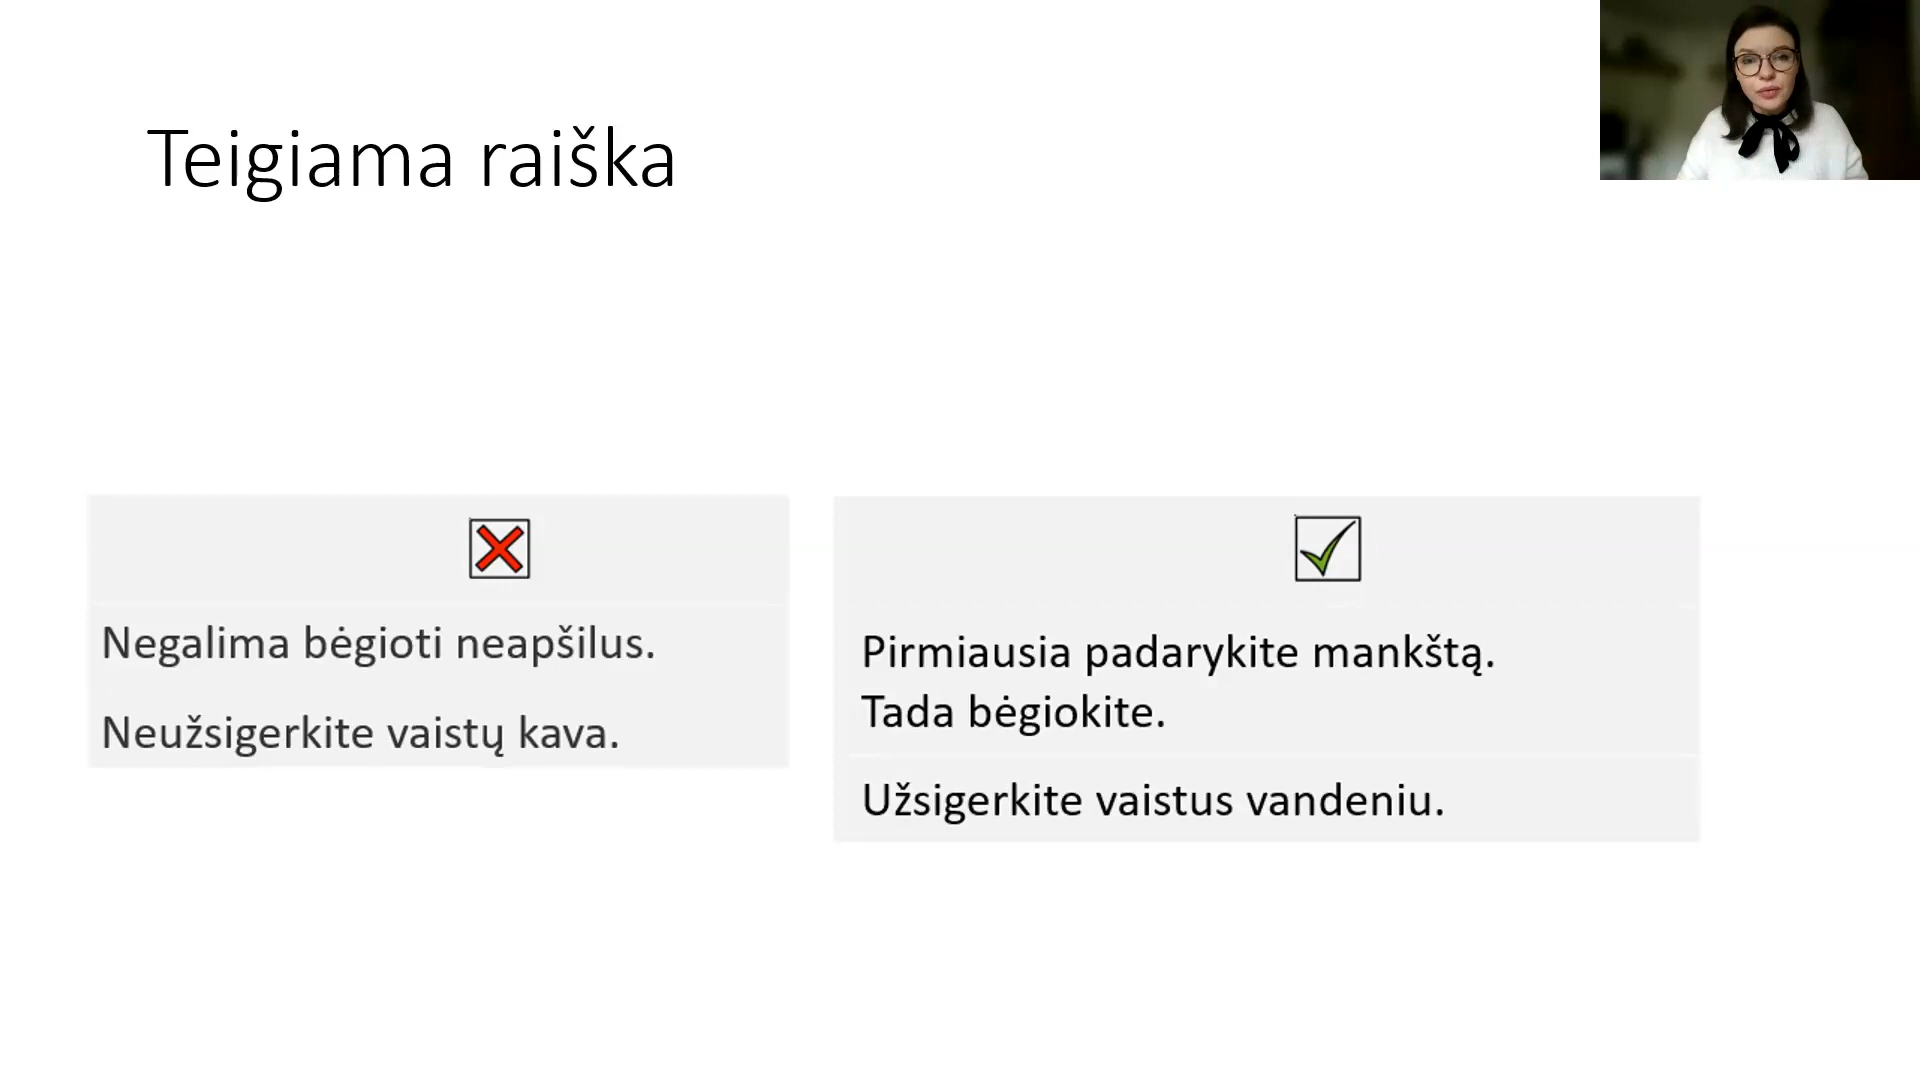 Teigiama raiška
Negalima bėgioti neapšilus.
Neužsigerkite vaistų kava.
Pirmiausia padarykite mankštą.
Tada bėgiokite.
Užsigerkite vaistus vandeniu.